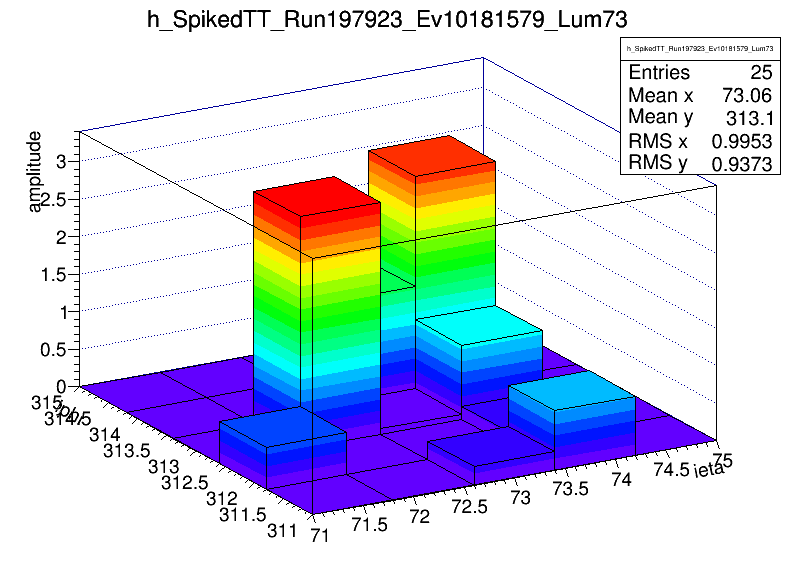 h_SpikedTT_Run197923_Ev10181579_Lum73
h_SpikedTT_Run197923_Ev10181579_Lum73
Entries 25
Mean x 73.06
Mean y 313.1
RMS x 0.9953
RMS y 0.9373
amplitude
3
2.5
2
1.5
1
0.5
0
315
314.5
314
313.5
313
312.5
312
311.5
311
71
71.5
72
72.5
73
73.5
74
74.5
75
ieta